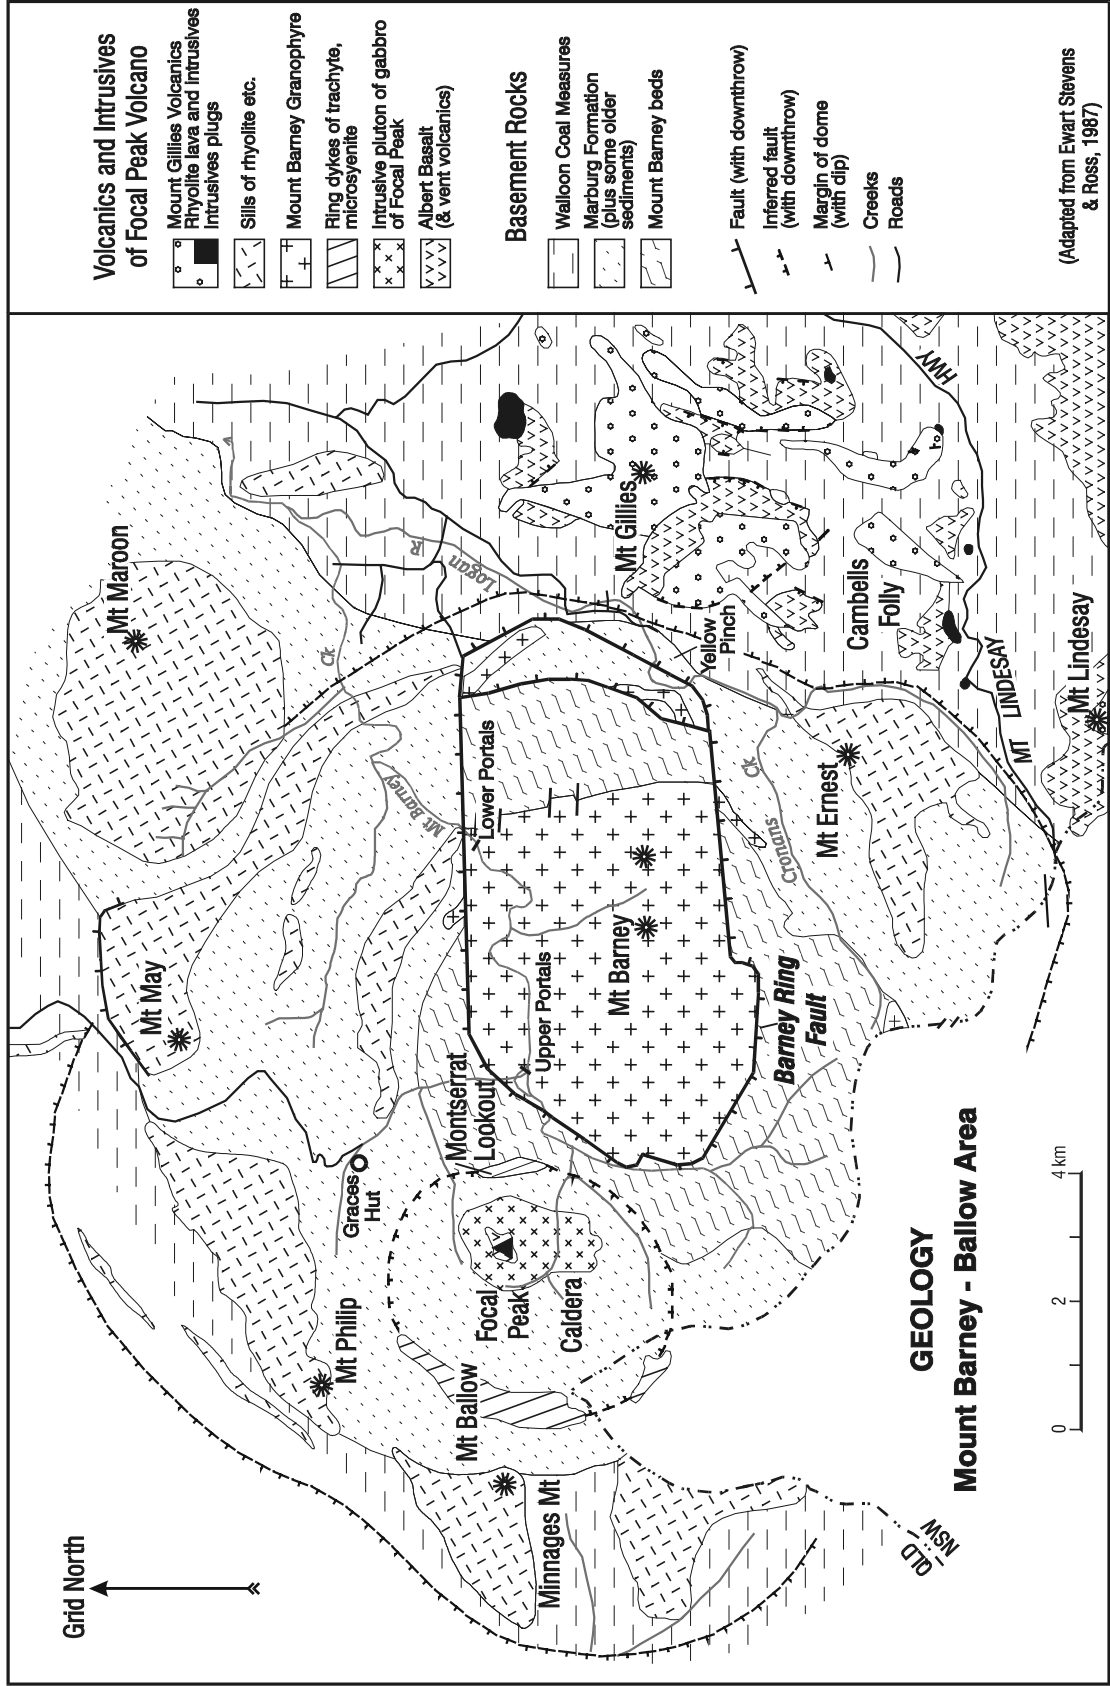 Volcanics and Intrusives
of Focal Peak Volcano
Mount Gillies Volcanics
Rhyolite lava and intrusives
Intrusives plugs
Sills of rhyolite etc.
Mount Barney Granophyre
Ring dykes of trachyte,
microsyenite
Intrusive pluton of gabbro
of Focal Peak
Albert Basalt
(& vent volcanics)
Basement Rocks
Walloon Coal Measures
Marburg Formation
(plus some older
sediments)
Mount Barney beds
Fault (with downthrow)
Inferred fault
(with downthrow)
Margin of dome
(with dip)
Creeks
Roads
(Adapted from Ewart Stevens
& Ross, 1987)
Grid North
Mt Maroon
Mt May
Mt Philip
Graces
Hut
Ck
Logan
R
Mt Barney
Mt Ballow
Minnages Mt
Focal
Peak
Caldera
Montserrat
Lookout
Upper Portals
Lower Portals
Mt Barney
Barney Ring
Fault
Mt Gillies
Yellow
Pinch
Cronans
Ck
Mt Ernest
Cambells
Folly
Mt Lindesay
MT
LINDESAY
HWY
QLD
NSW
GEOLOGY
Mount Barney - Ballow Area
0
2
4 km